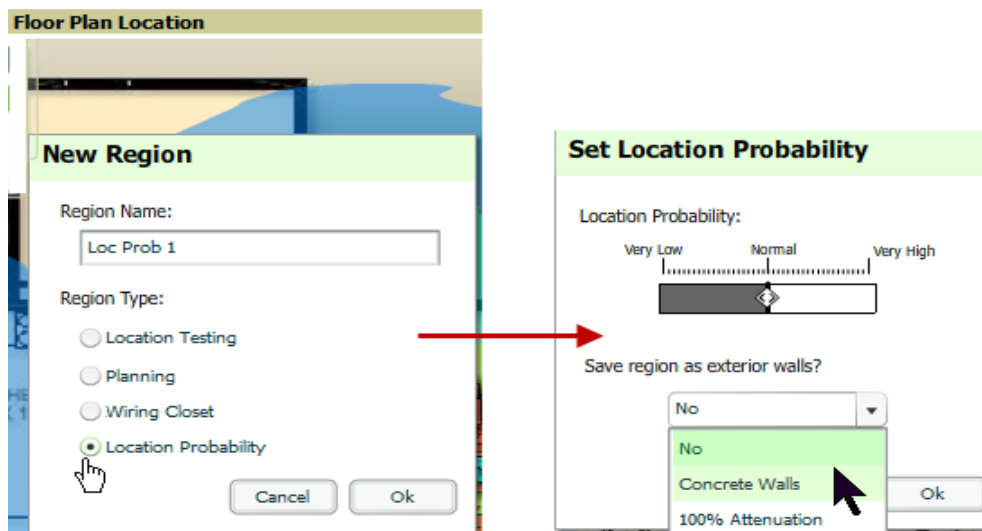 Floor Plan Location
New Region
Region Name:
Loc Prob 1
Region Type:
Location Testing
Planning
Wiring Closet
Location Probability
Cancel
Ok
Set Location Probability
Location Probability:
Very Low Normal Very High
Save region as exterior walls?
No
No
Concrete Walls
100% Attenuation
Ok